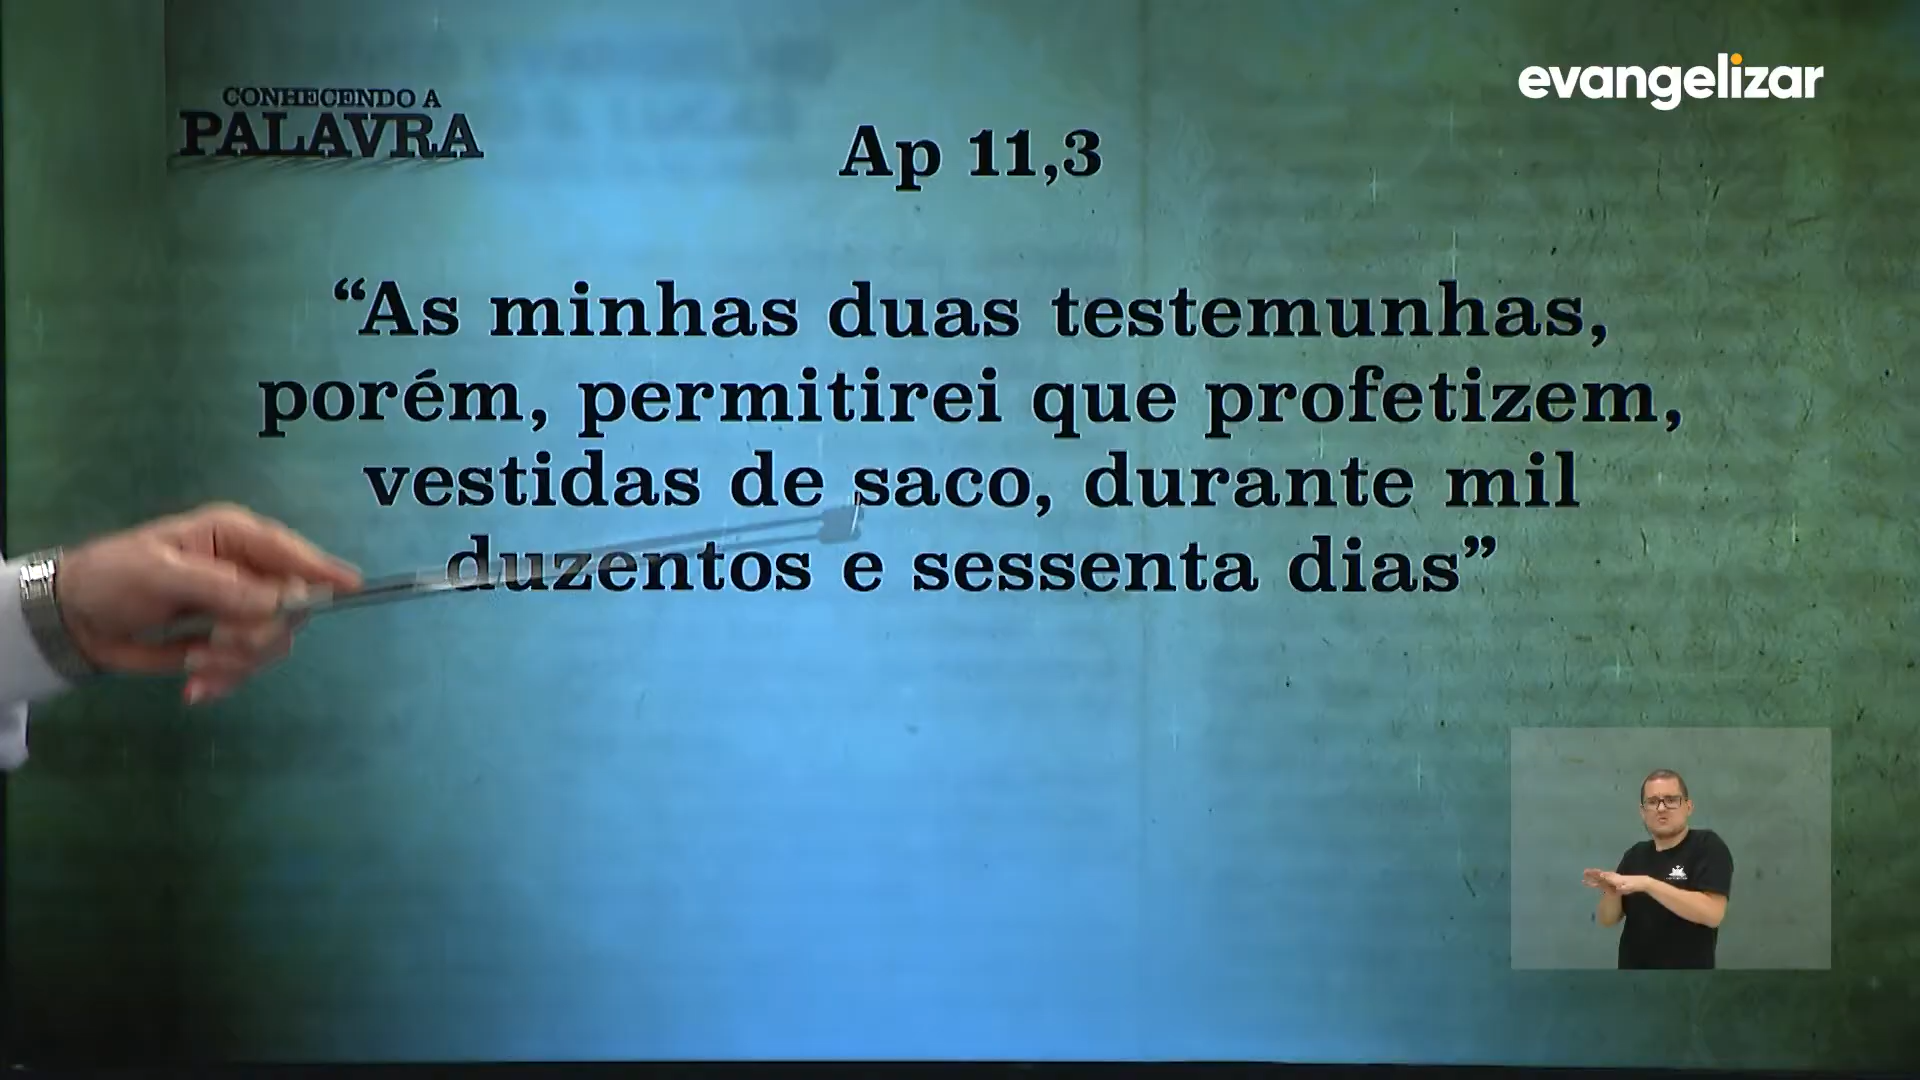 CONHECENDO A
PALAVRA
evangelizar
Ap 11,3
“As minhas duas testemunhas,
porém, permitirei que profetizem,
vestidas de saco, durante mil
duzentos e sessenta dias”